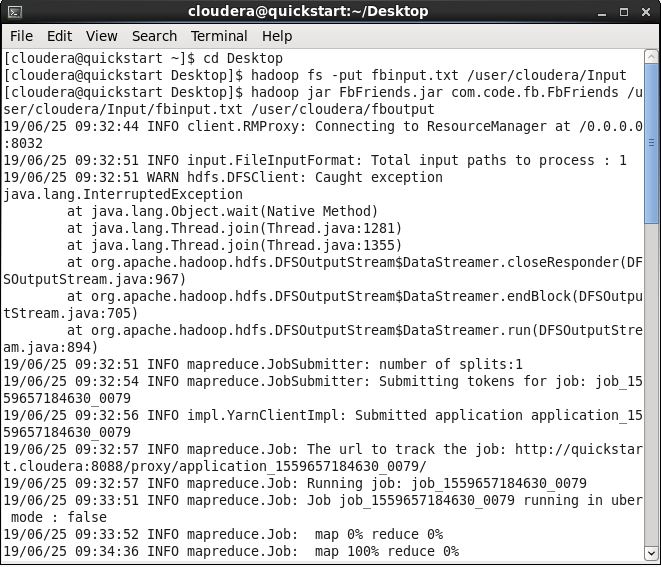 cloudera@quickstart:~/Desktop
File Edit View Search Terminal Help
[cloudera@quickstart ~]$ cd Desktop
[cloudera@quickstart Desktop]$ hadoop fs -put fbinput.txt /user/cloudera/Input
[cloudera@quickstart Desktop]$ hadoop jar FbFriends.jar com.code.fb.FbFriends /u
ser/cloudera/Input/fbinput.txt /user/cloudera/fboutput
19/06/25 09:32:44 INFO client.RMProxy: Connecting to ResourceManager at /0.0.0.0
:8032
19/06/25 09:32:51 INFO input.FileInputFormat: Total input paths to process : 1
19/06/25 09:32:51 WARN hdfs.DFSClient: Caught exception
java.lang.InterruptedException
        at java.lang.Object.wait(Native Method)
        at java.lang.Thread.join(Thread.java:1281)
        at java.lang.Thread.join(Thread.java:1355)
        at org.apache.hadoop.hdfs.DFSOutputStream$DataStreamer.closeResponder(DF
SOutputStream.java:967)
        at org.apache.hadoop.hdfs.DFSOutputStream$DataStreamer.endBlock(DFSOutpu
tStream.java:705)
        at org.apache.hadoop.hdfs.DFSOutputStream$DataStreamer.run(DFSOutputStre
am.java:894)
19/06/25 09:32:51 INFO mapreduce.JobSubmitter: number of splits:1
19/06/25 09:32:54 INFO mapreduce.JobSubmitter: Submitting tokens for job: job_15
59657184630_0079
19/06/25 09:32:56 INFO impl.YarnClientImpl: Submitted application application_15
59657184630_0079
19/06/25 09:32:57 INFO mapreduce.Job: The url to track the job: http://quickstar
t.cloudera:8088/proxy/application_1559657184630_0079/
19/06/25 09:32:57 INFO mapreduce.Job: Running job: job_1559657184630_0079
19/06/25 09:33:51 INFO mapreduce.Job: Job job_1559657184630_0079 running in uber
 mode : false
19/06/25 09:33:52 INFO mapreduce.Job:  map 0% reduce 0%
19/06/25 09:34:36 INFO mapreduce.Job:  map 100% reduce 0%